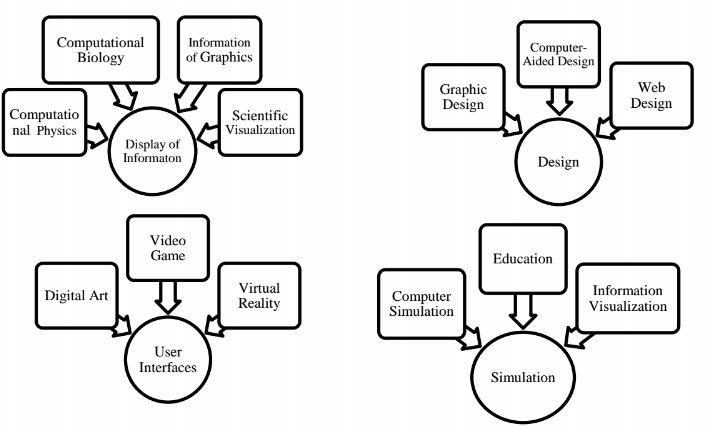 Computational
Biology
Information
of Graphics
Computatio
nal Physics
Scientific
Visualization
Display of
Informaton
Computer-
Aided Design
Graphic
Design
Web
Design
Design
Video
Game
Digital Art
Virtual
Reality
User
Interfaces
Education
Computer
Simulation
Information
Visualization
Simulation